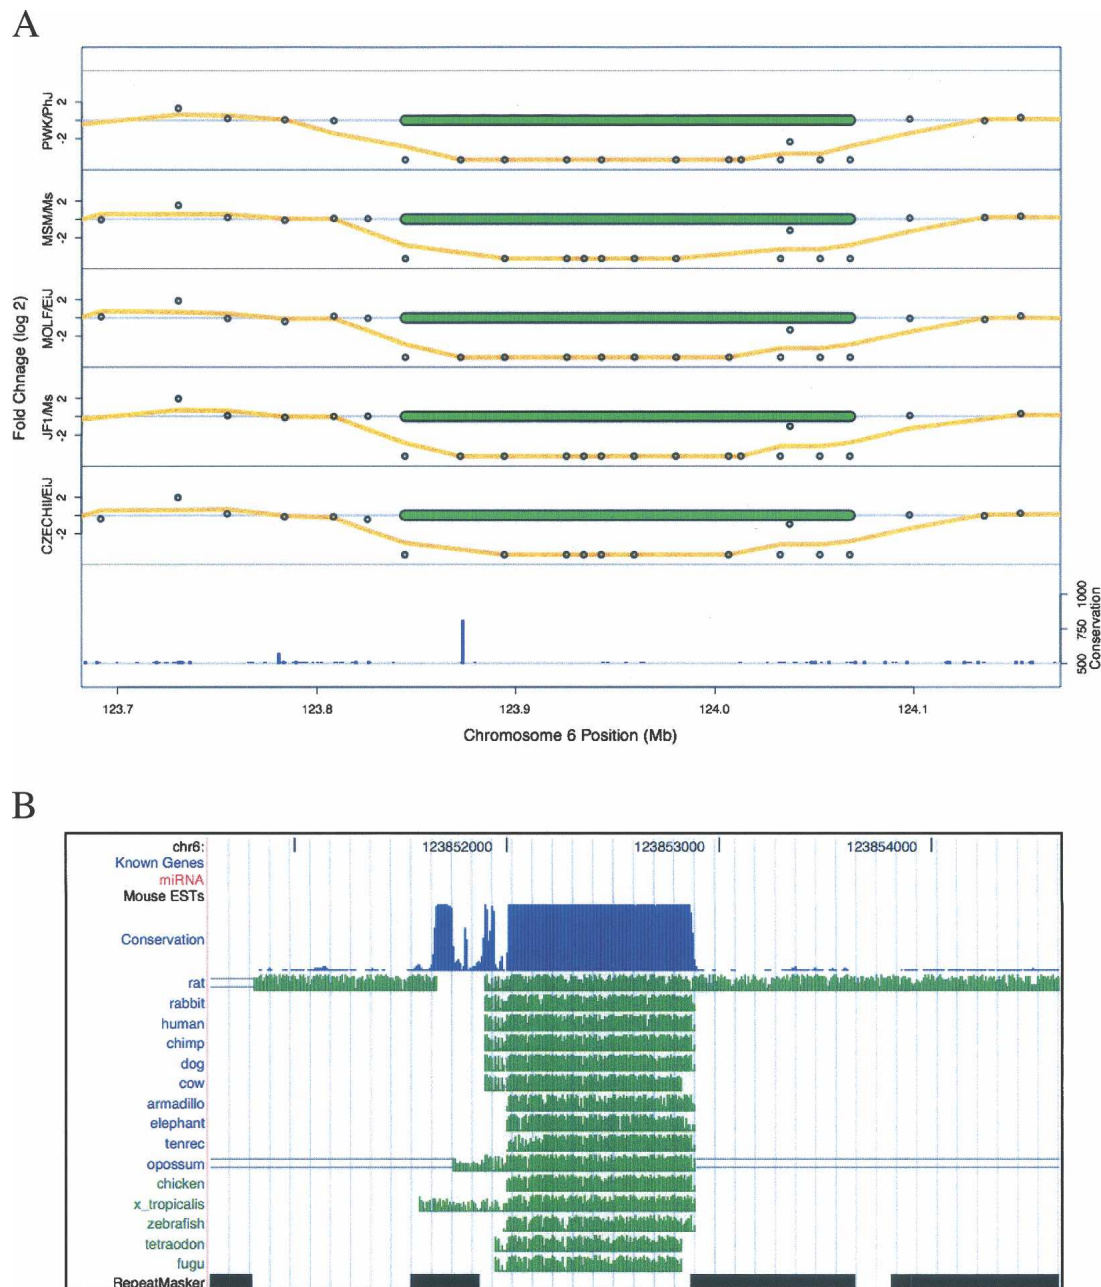 A
PWK/PhJ
2
-2
MSM/Ms
2
-2
MOLF/EiJ
2
-2
JF1/Ms
2
-2
CZECHII/EiJ
2
-2
Fold Chnage (log 2)
1000
750
500
Conservation
123.7 123.8 123.9 124.0 124.1
Chromosome 6 Position (Mb)
B
chr6: 123852000 123853000 123854000
Known Genes
miRNA
Mouse ESTs
Conservation
rat
rabbit
human
chimp
dog
cow
armadillo
elephant
tenrec
opossum
chicken
x_tropicalis
zebrafish
tetraodon
fugu
RepeatMasker